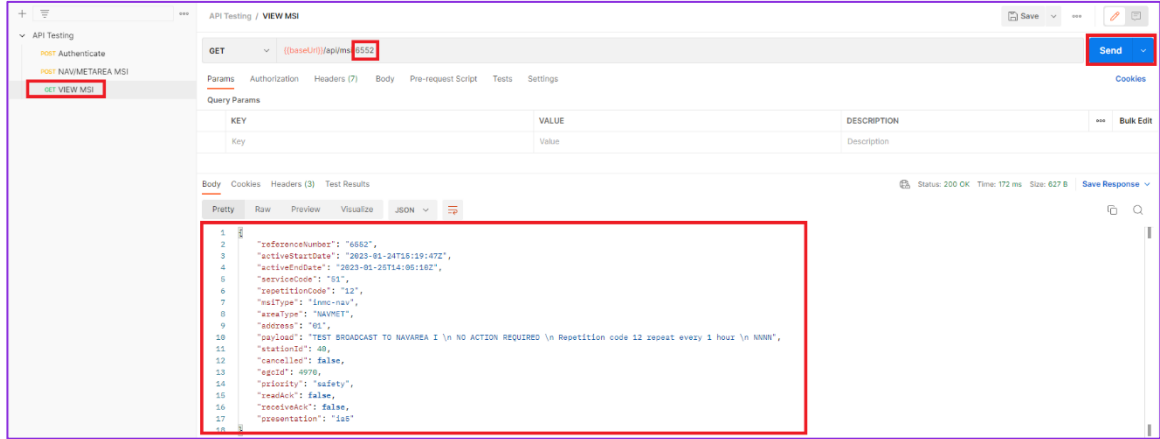 API Testing / VIEW MSI
Save
API Testing
POST Authenticate
POST NAV/METAREA MSI
GET VIEW MSI
GET {{baseUrl}}/api/msi/6552
Send
Params Authorization Headers (7) Body Pre-request Script Tests Settings
Cookies
Query Params
KEY VALUE DESCRIPTION
Bulk Edit
Key Value Description
Body Cookies Headers (3) Test Results
Status: 200 OK Time: 172 ms Size: 627 B Save Response
Pretty Raw Preview Visualize JSON
1 {
2 "referenceNumber": "6552",
3 "activeStartDate": "2023-01-24T15:19:47Z",
4 "activeEndDate": "2023-01-25T14:05:10Z",
5 "serviceCode": "51",
6 "repetitionCode": "12",
7 "msiType": "inmc-nav",
8 "areaType": "NAVMET",
9 "address": "01",
10 "payload": "TEST BROADCAST TO NAVAREA I \n NO ACTION REQUIRED \n Repetition code 12 repeat every 1 hour \n NNNN",
11 "stationId": 40,
12 "cancelled": false,
13 "egcId": 4970,
14 "priority": "safety",
15 "readAck": false,
16 "receiveAck": false,
17 "presentation": "ia5"
18 }